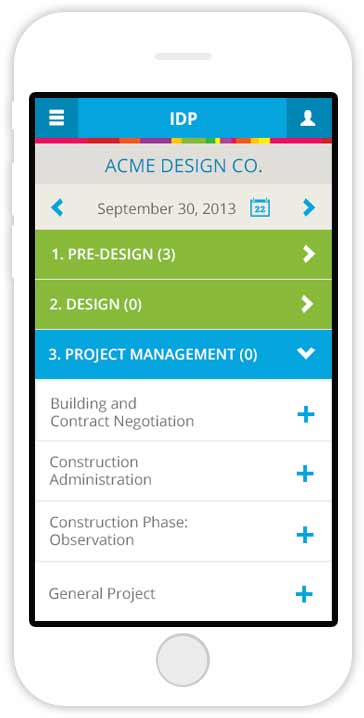 IDP
ACME DESIGN CO.
September 30, 2013 22
1. PRE-DESIGN (3)
2. DESIGN (0)
3. PROJECT MANAGEMENT (0)
Building and
Contract Negotiation
Construction
Administration
Construction Phase:
Observation
General Project